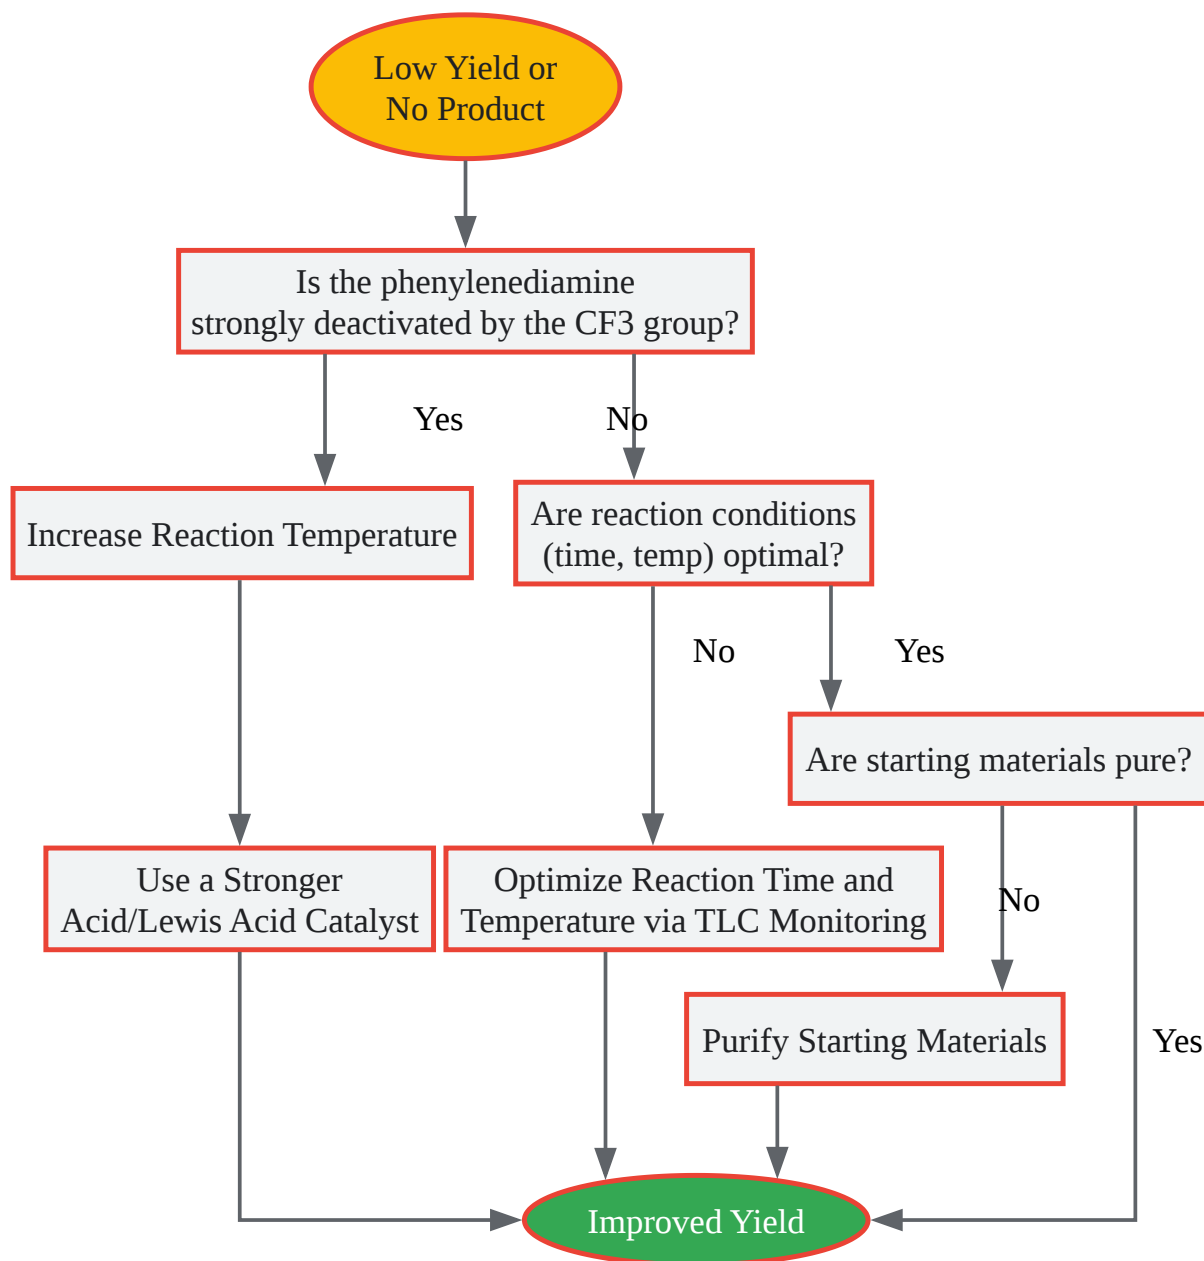 Low Yield or
No Product
Is the phenylenediamine
strongly deactivated by the CF3 group?
Yes
No
Increase Reaction Temperature
Are reaction conditions
(time, temp) optimal?
No
Yes
Are starting materials pure?
Use a Stronger
Acid/Lewis Acid Catalyst
Optimize Reaction Time and
Temperature via TLC Monitoring
No
Purify Starting Materials
Yes
Improved Yield